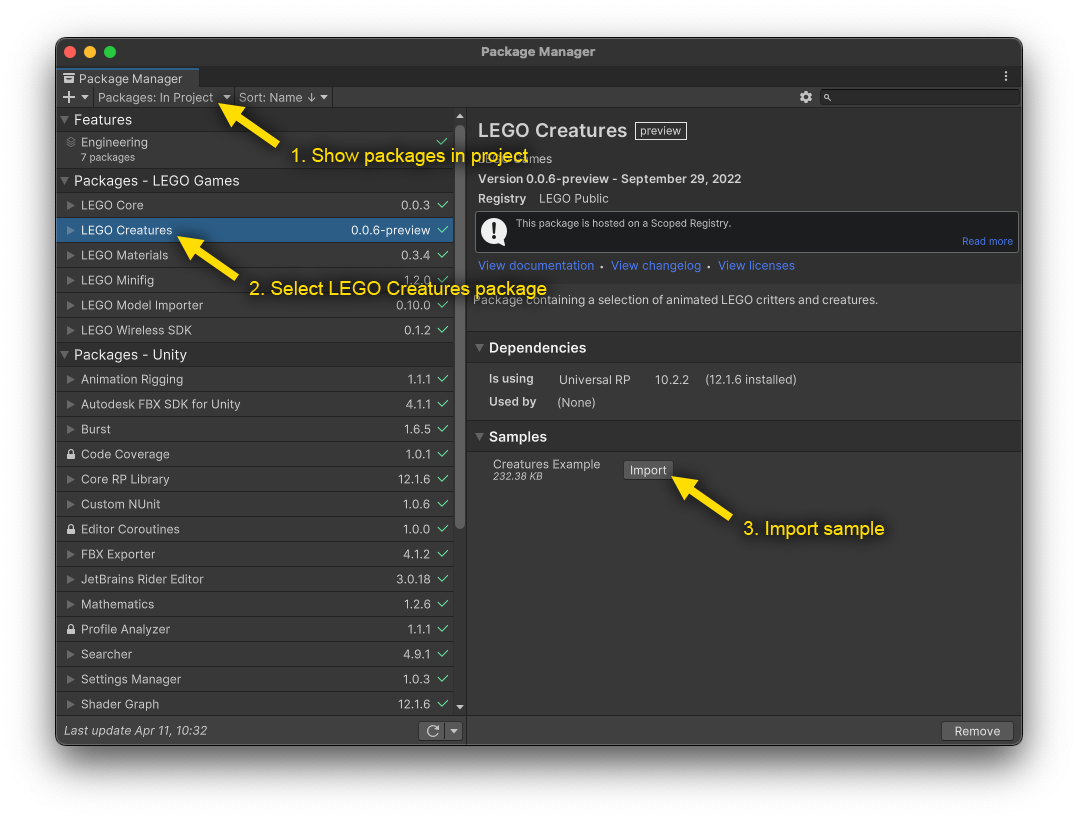 Package Manager
Package Manager
Packages: In Project Sort: Name ↓
Features
Engineering
7 packages
1. Show packages in project
Packages - LEGO Games
LEGO Core 0.0.3
LEGO Creatures 0.0.6-preview
LEGO Materials 0.3.4
LEGO Minifig 1.2.0
2. Select LEGO Creatures package
LEGO Model Importer 0.10.0
LEGO Wireless SDK 0.1.2
Packages - Unity
Animation Rigging 1.1.1
Autodesk FBX SDK for Unity 4.1.1
Burst 1.6.5
Code Coverage 1.0.1
Core RP Library 12.1.6
Custom NUnit 1.0.6
Editor Coroutines 1.0.0
FBX Exporter 4.1.2
JetBrains Rider Editor 3.0.18
Mathematics 1.2.6
Profile Analyzer 1.1.1
Searcher 4.9.1
Settings Manager 1.0.3
Shader Graph 12.1.6
Last update Apr 11, 10:32
LEGO Creatures preview
LEGO Games
Version 0.0.6-preview - September 29, 2022
Registry LEGO Public
This package is hosted on a Scoped Registry.
Read more
View documentation • View changelog • View licenses
Package containing a selection of animated LEGO critters and creatures.
Dependencies
Is using Universal RP 10.2.2 (12.1.6 installed)
Used by (None)
Samples
Creatures Example Import
232.38 KB
3. Import sample
Remove